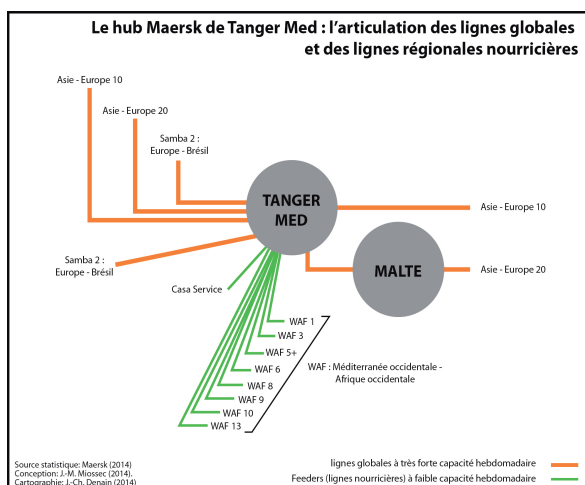 Le hub Maersk de Tanger Med : l'articulation des lignes globales
et des lignes régionales nourricières
Asie - Europe 10
Asie - Europe 20
Samba 2 :
Europe - Brésil
TANGER
MED
Asie - Europe 10
Samba 2 :
Europe - Brésil
MALTE
Asie - Europe 20
Casa Service
WAF 1
WAF 3
WAF 5+
WAF 6
WAF 8
WAF 9
WAF 10
WAF 13
WAF : Méditerranée occidentale -
Afrique occidentale
Source statistique: Maersk (2014)
Conception: J.-M. Miossec (2014).
Cartographie: J.-Ch. Denain (2014)
lignes globales à très forte capacité hebdomadaire
Feeders (lignes nourricières) à faible capacité hebdomadaire